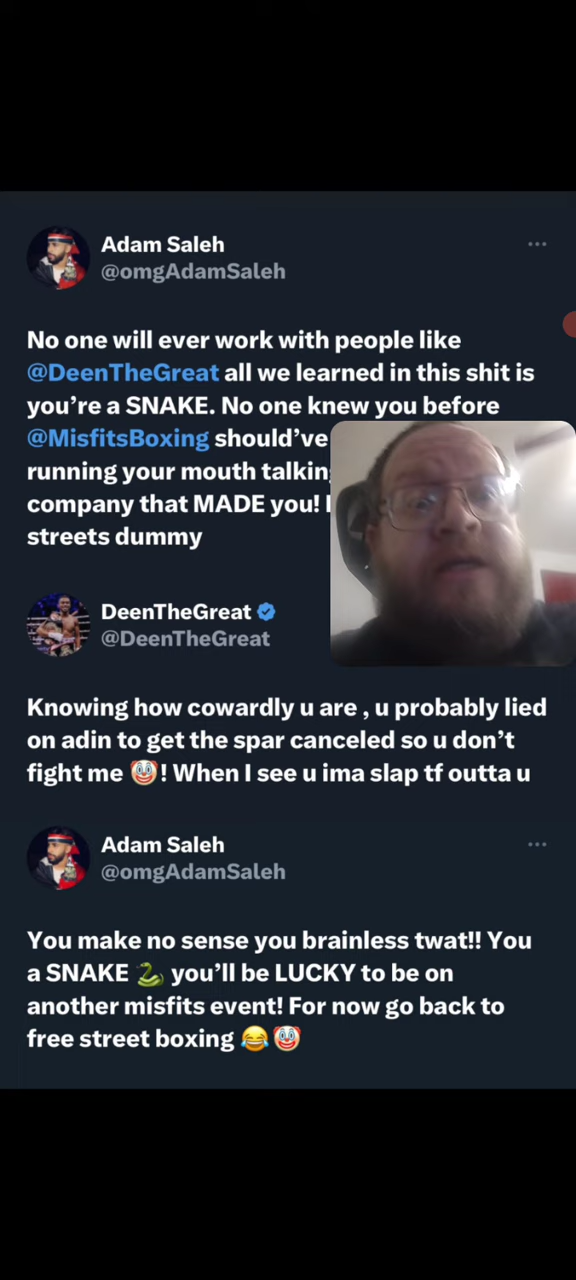 Adam Saleh
@omgAdamSaleh
No one will ever work with people like
@DeenTheGreat all we learned in this shit is
you're a SNAKE. No one knew you before
@MisfitsBoxing should've
running your mouth
company that MADE you!
streets dummy
DeenTheGreat
@DeenTheGreat
Knowing how cowardly u are , u probably lied
on adin to get the spar canceled so u don't
fight me 🤡! When I see u ima slap tf outta u
Adam Saleh
@omgAdamSaleh
You make no sense you brainless twat!! You
a SNAKE 🐍 you'll be LUCKY to be on
another misfits event! For now go back to
free street boxing 😂🤡